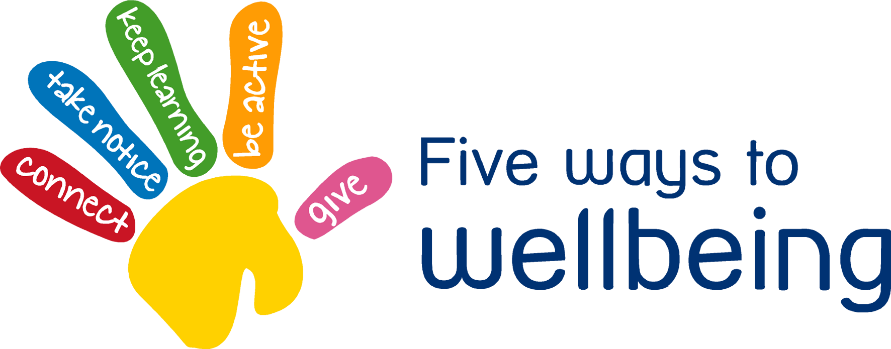 connect
take notice
keep learning
be active
give
Five ways to
wellbeing